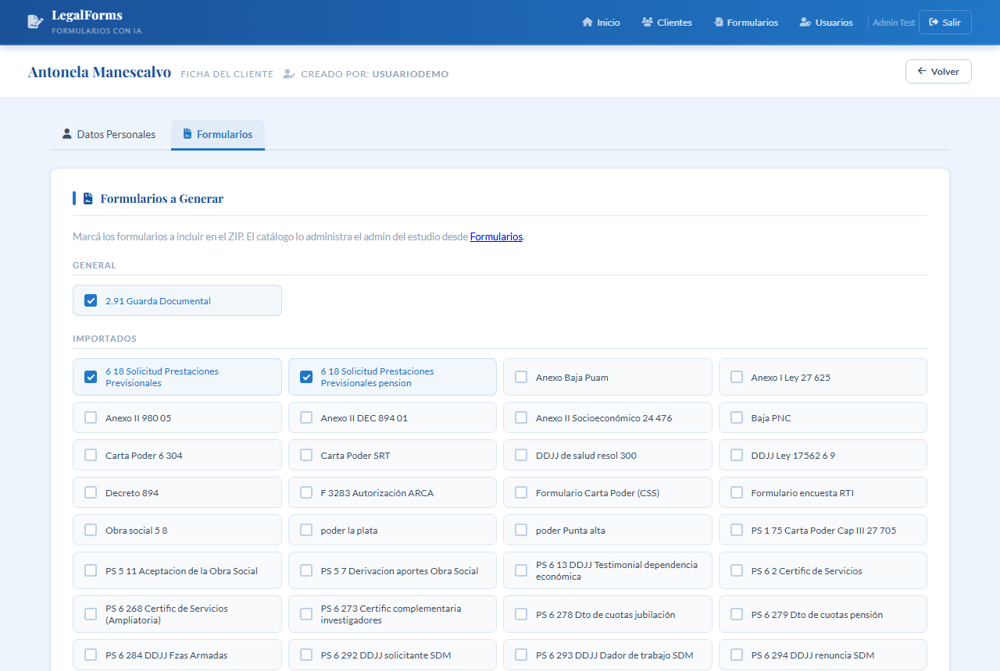 LegalForms
FORMULARIOS CON IA
Inicio
Clientes
Formularios
Usuarios
Admin Test
Salir
Antonela Manescalvo
FICHA DEL CLIENTE
CREADO POR: USUARIODEMO
Volver
Datos Personales
Formularios
Formularios a Generar
Marcá los formularios a incluir en el ZIP. El catálogo lo administra el admin del estudio desde Formularios.
GENERAL
2.91 Guarda Documental
IMPORTADOS
6 18 Solicitud Prestaciones
Previsionales
6 18 Solicitud Prestaciones
Previsionales pension
Anexo Baja Puam
Anexo I Ley 27 625
Anexo II 980 05
Anexo II DEC 894 01
Anexo II Socioeconómico 24 476
Baja PNC
Carta Poder 6 304
Carta Poder SRT
DDJJ de salud resol 300
DDJJ Ley 17562 6 9
Decreto 894
F 3283 Autorización ARCA
Formulario Carta Poder (CSS)
Formulario encuesta RTI
Obra social 5 8
poder la plata
poder Punta alta
PS 1 75 Carta Poder Cap III 27 705
PS 5 11 Aceptacion de la Obra Social
PS 5 7 Derivacion aportes Obra Social
PS 6 13 DDJJ Testimonial dependencia
económica
PS 6 2 Certific de Servicios
PS 6 268 Certific de Servicios
(Ampliatoria)
PS 6 273 Certific complementaria
investigadores
PS 6 278 Dto de cuotas jubilación
PS 6 279 Dto de cuotas pensión
PS 6 284 DDJJ Fzas Armadas
PS 6 292 DDJJ solicitante SDM
PS 6 293 DDJJ Dador de trabajo SDM
PS 6 294 DDJJ renuncia SDM